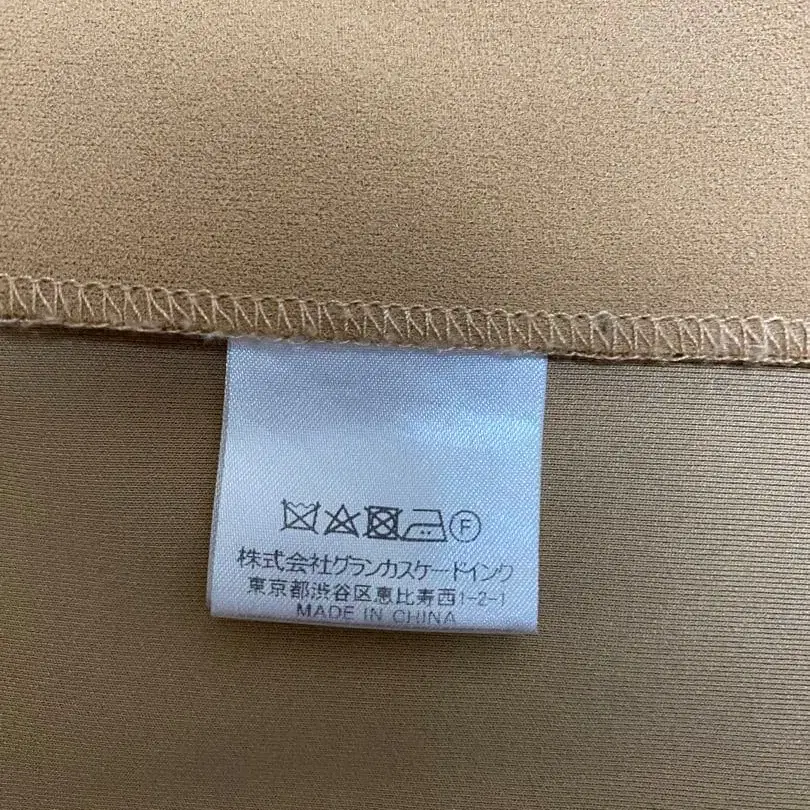 F
株式会社グランカスケードインク
東京都渋谷区恵比寿西1-2-1
MADE IN CHINA